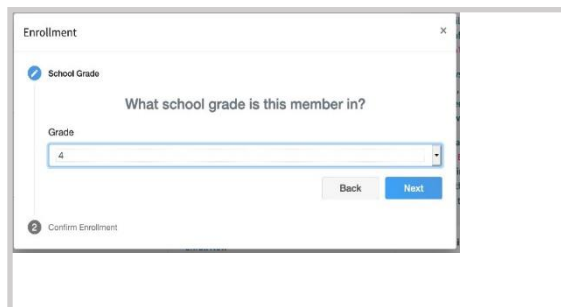 Enrollment x
School Grade
What school grade is this member in?
Grade
4
Back Next
2 Confirm Enrollment